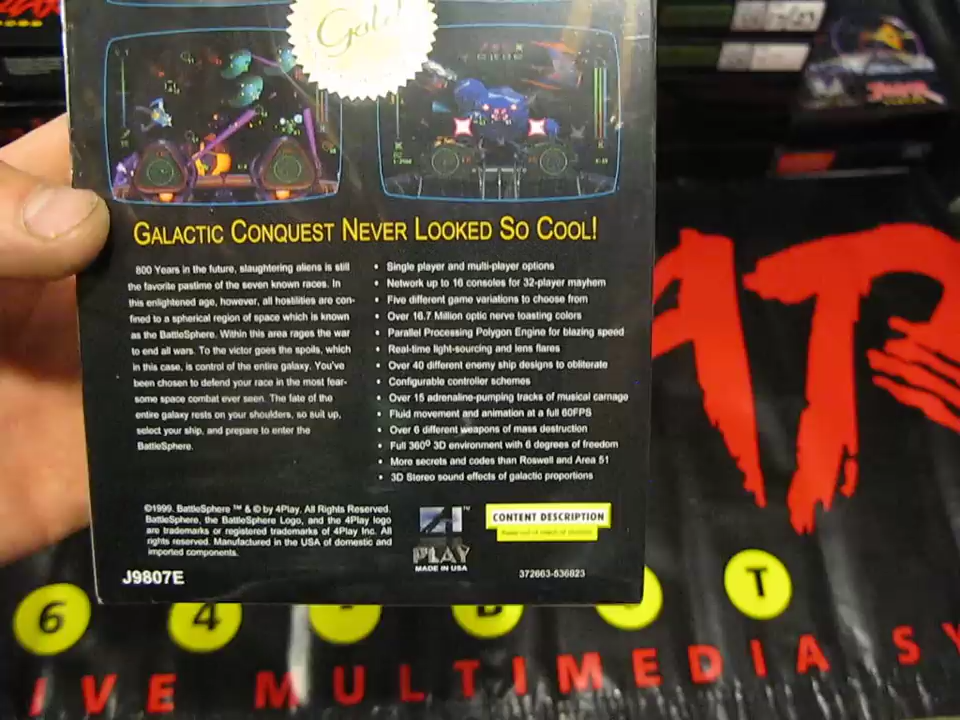 Gold
GALACTIC CONQUEST NEVER LOOKED SO COOL!
800 Years in the future, slaughtering aliens is still
the favorite pastime of the seven known races. In
this enlightened age, however, all hostilities are con-
fined to a spherical region of space which is known
as the BattleSphere. Within this area rages the war
to end all wars. To the victor goes the spoils, which
in this case, is control of the entire galaxy. You've
been chosen to defend your race in the most fear-
some space combat ever seen. The fate of the
entire galaxy rests on your shoulders, so suit up,
select your ship, and prepare to enter the
BattleSphere.
• Single player and multi-player options
• Network up to 16 consoles for 32-player mayhem
• Five different game variations to choose from
• Over 16.7 Million optic nerve toasting colors
• Parallel Processing Polygon Engine for blazing speed
• Real-time light-sourcing and lens flares
• Over 40 different enemy ship designs to obliterate
• Configurable controller schemes
• Over 15 adrenaline-pumping tracks of musical carnage
• Fluid movement and animation at a full 60FPS
• Over 6 different weapons of mass destruction
• Full 360º 3D environment with 6 degrees of freedom
• More secrets and codes than Roswell and Area 51
• 3D Stereo sound effects of galactic proportions
©1999. BattleSphere ™ & © by 4Play. All Rights Reserved.
BattleSphere, the BattleSphere Logo, and the 4Play logo
are trademarks or registered trademarks of 4Play Inc. All
rights reserved. Manufactured in the USA of domestic and
imported components.
J9807E
4
PLAY
MADE IN USA
CONTENT DESCRIPTION
372663-536823
ATAR
64-BIT
IVE MULTIMEDIA SY